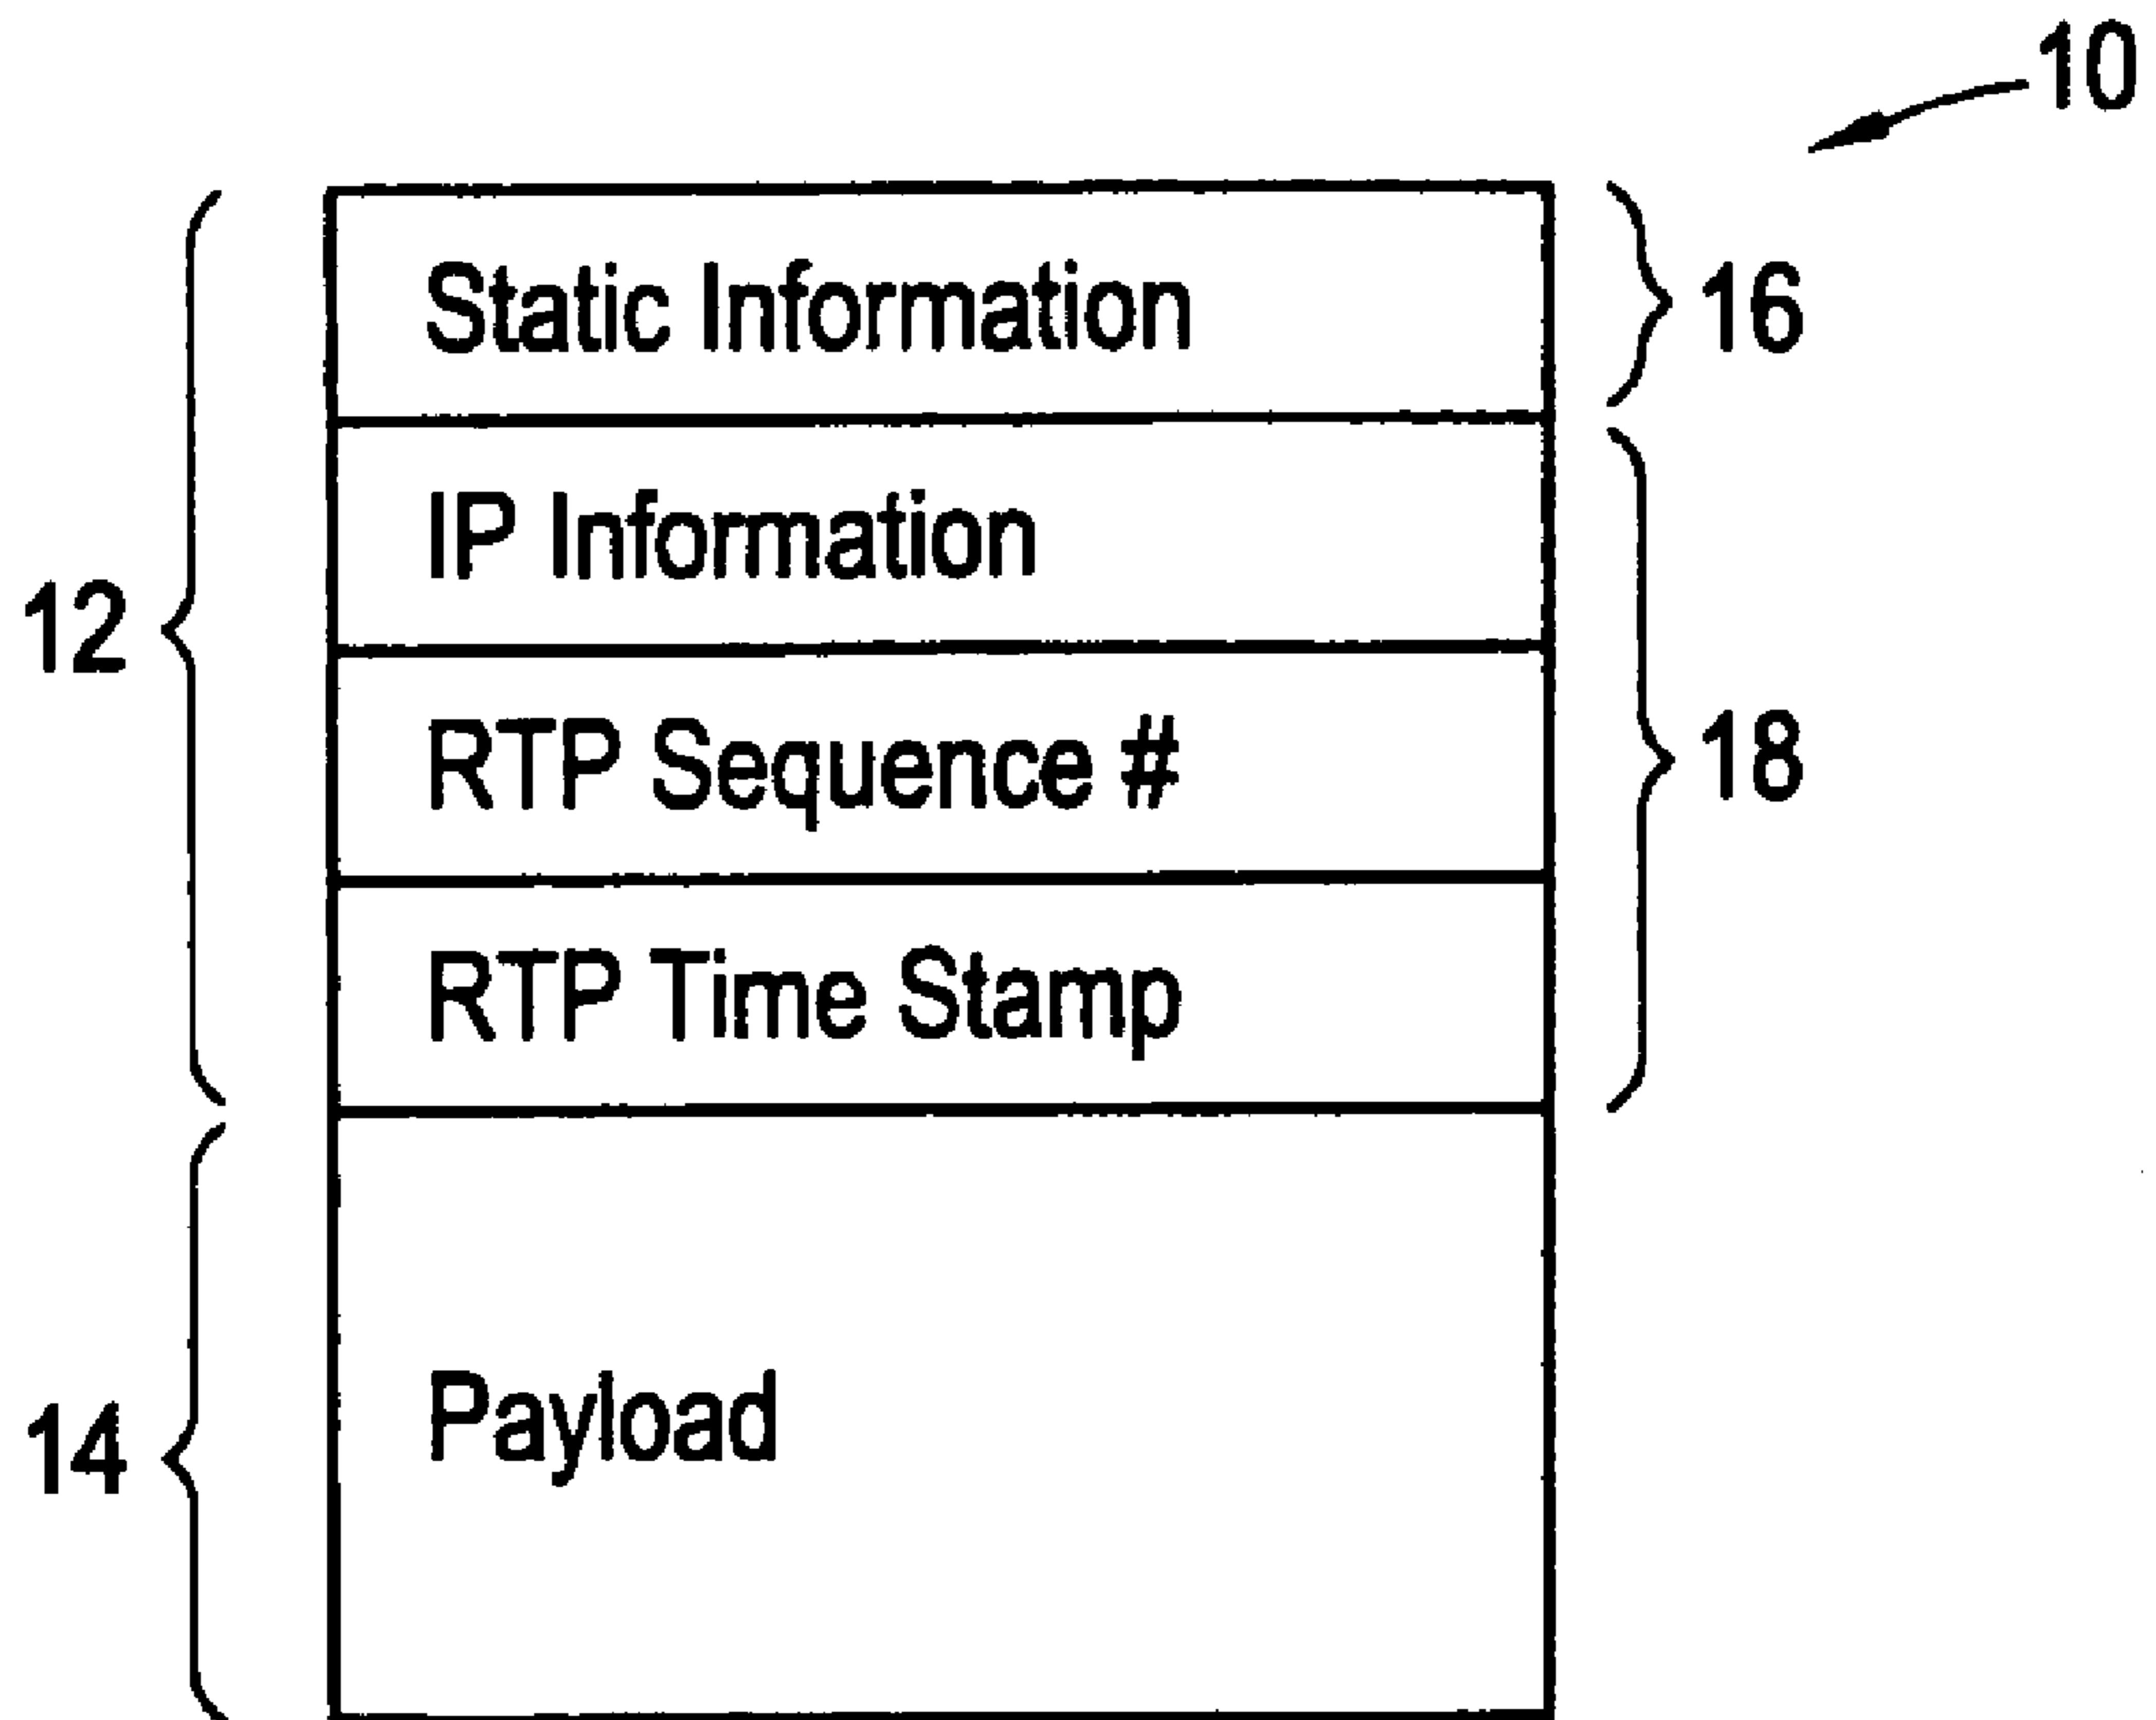 10
Static Information
16
IP Information
12
RTP Sequence #
18
RTP Time Stamp
Payload
14